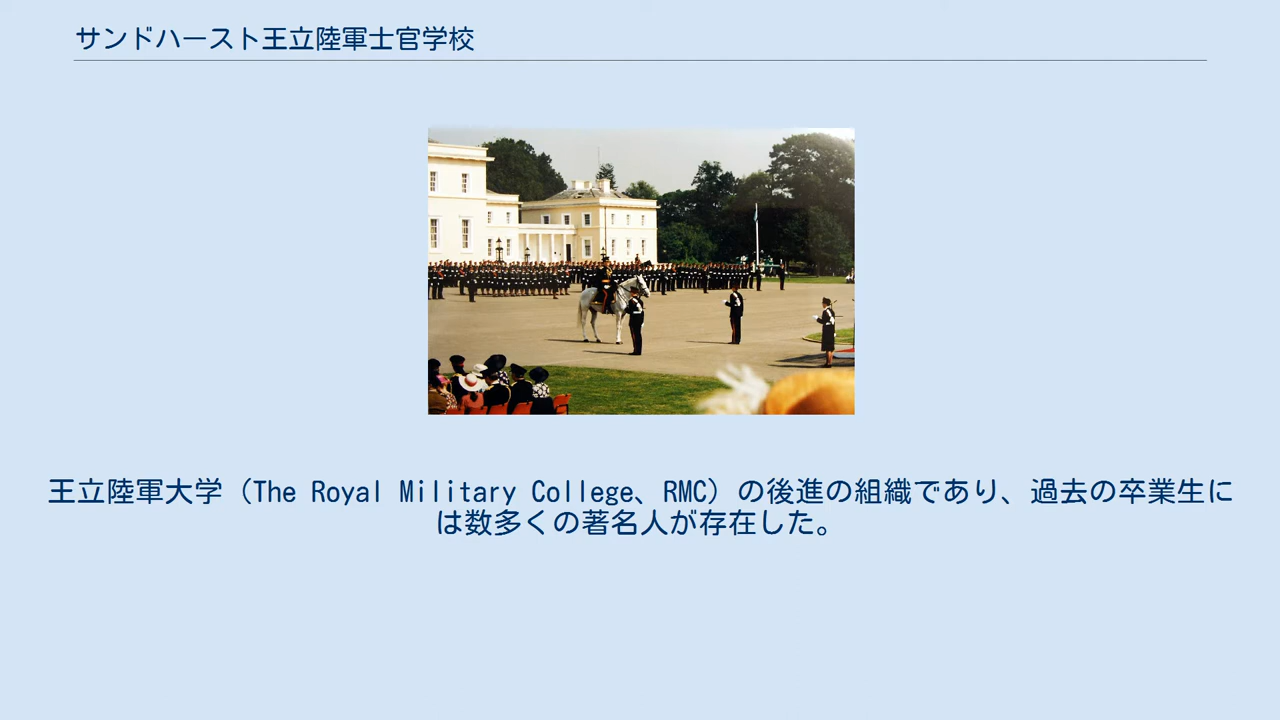 サンドハースト王立陸軍士官学校
王立陸軍大学（The Royal Military College、RMC）の後進の組織であり、過去の卒業生に
は数多くの著名人が存在した。